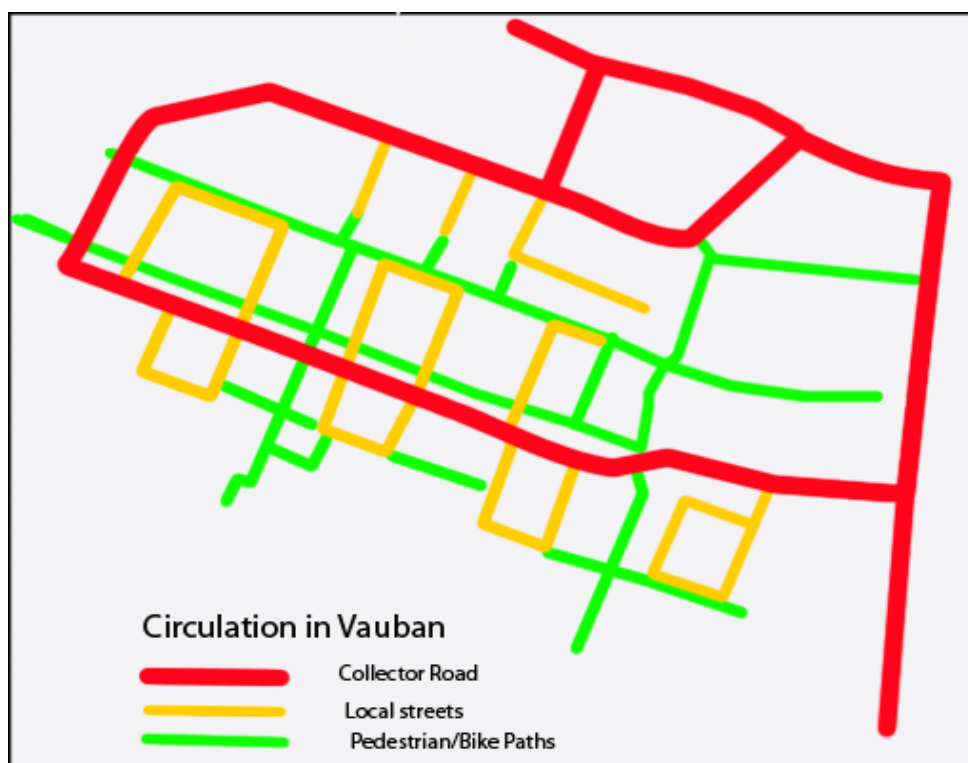 Circulation in Vauban
Collector Road
Local streets
Pedestrian/Bike Paths